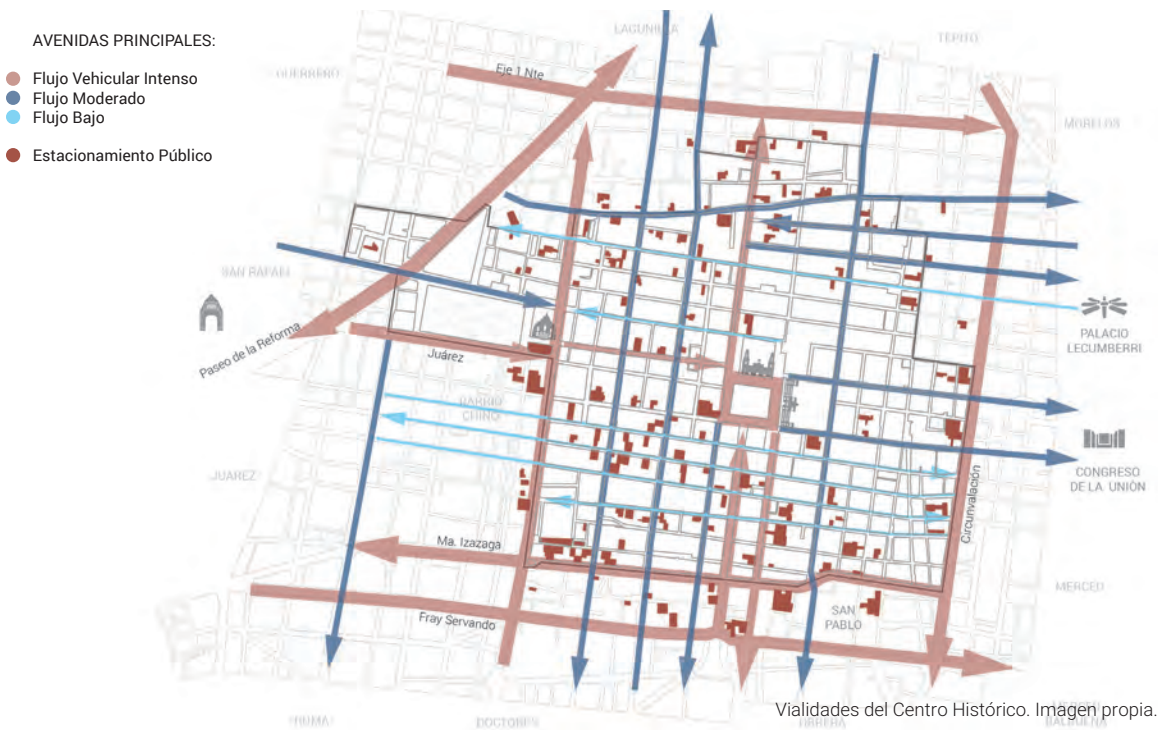 AVENIDAS PRINCIPALES:
Flujo Vehicular Intenso
Flujo Moderado
Flujo Bajo
Estacionamiento Público
LAGUNILLA
TEPITO
GUERRERO
Eje 1 Nte
MORELOS
SAN RAFAEL
PALACIO
LECUMBERRI
Paseo de la Reforma
Juárez
BARRIO
CHINO
CONGRESO
DE LA UNIÓN
JUAREZ
Circunvalación
Ma. Izazaga
MERCED
Fray Servando
SAN
PABLO
Vialidades del Centro Histórico. Imagen propia.
DOCTORES
BALBUENA